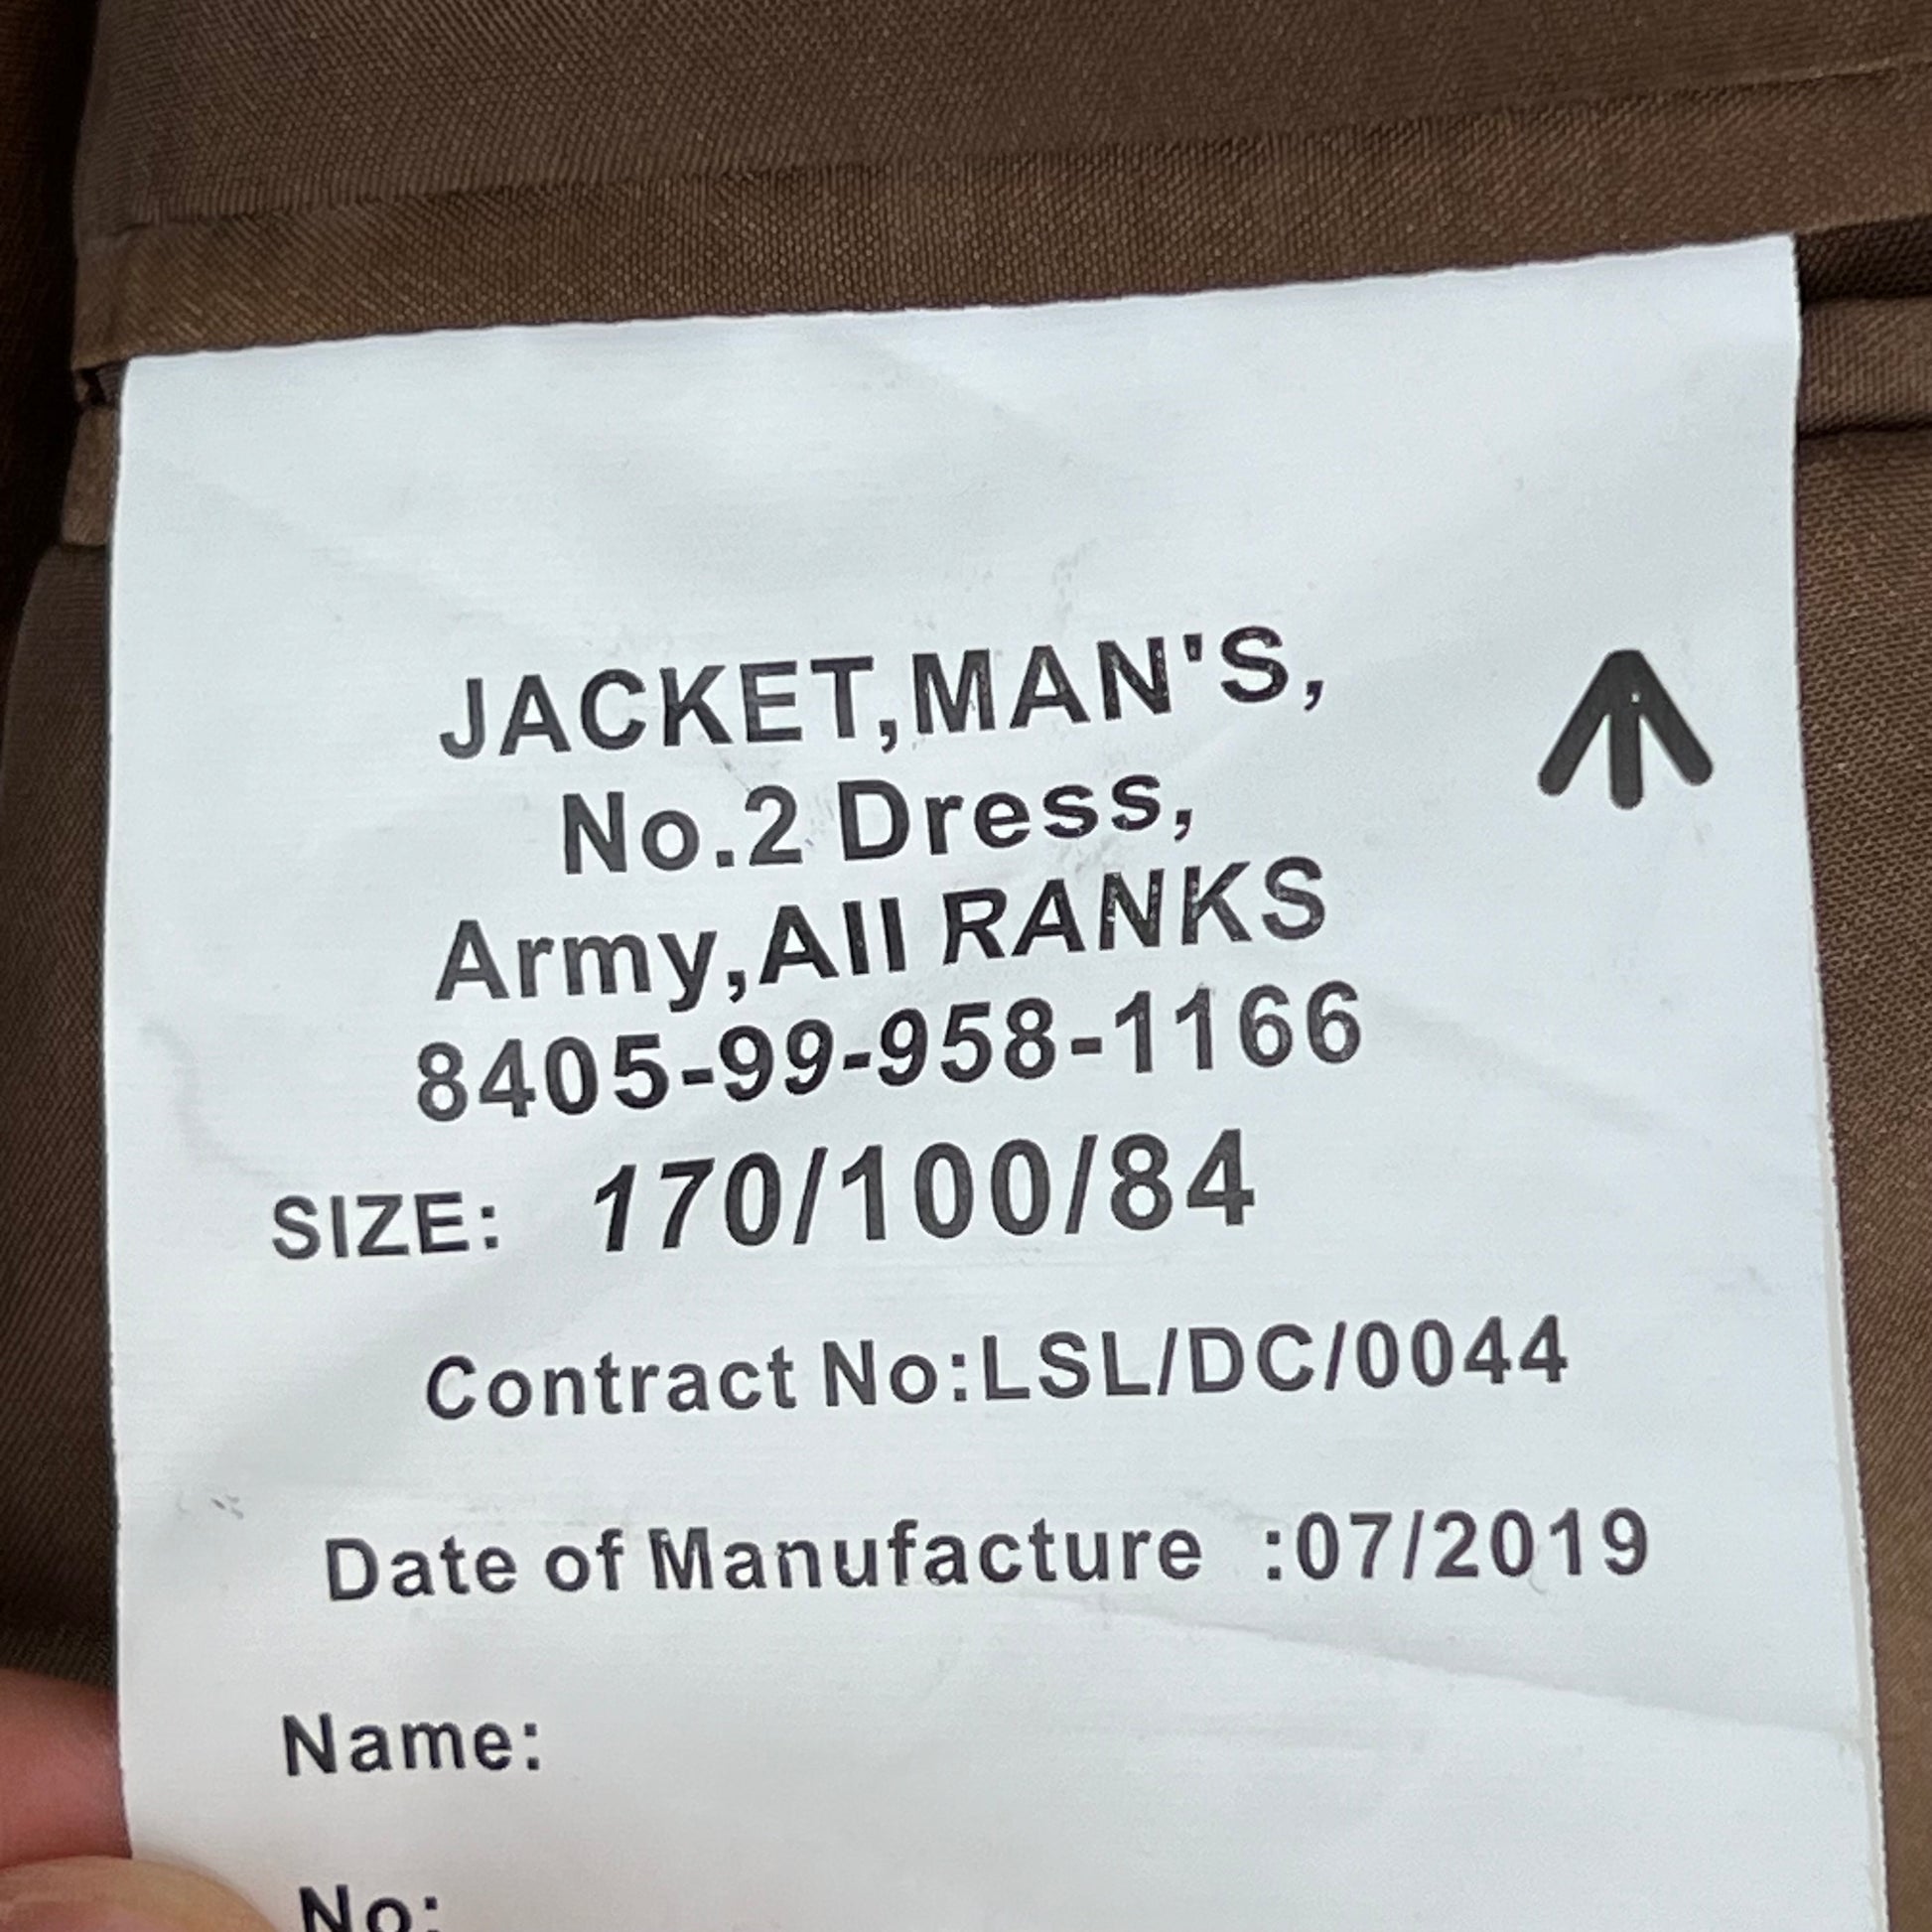 JACKET,MAN'S,
No.2 Dress,
Army,All RANKS
8405-99-958-1166
SIZE: 170/100/84
Contract No:LSL/DC/0044
Date of Manufacture :07/2019
Name:
No: